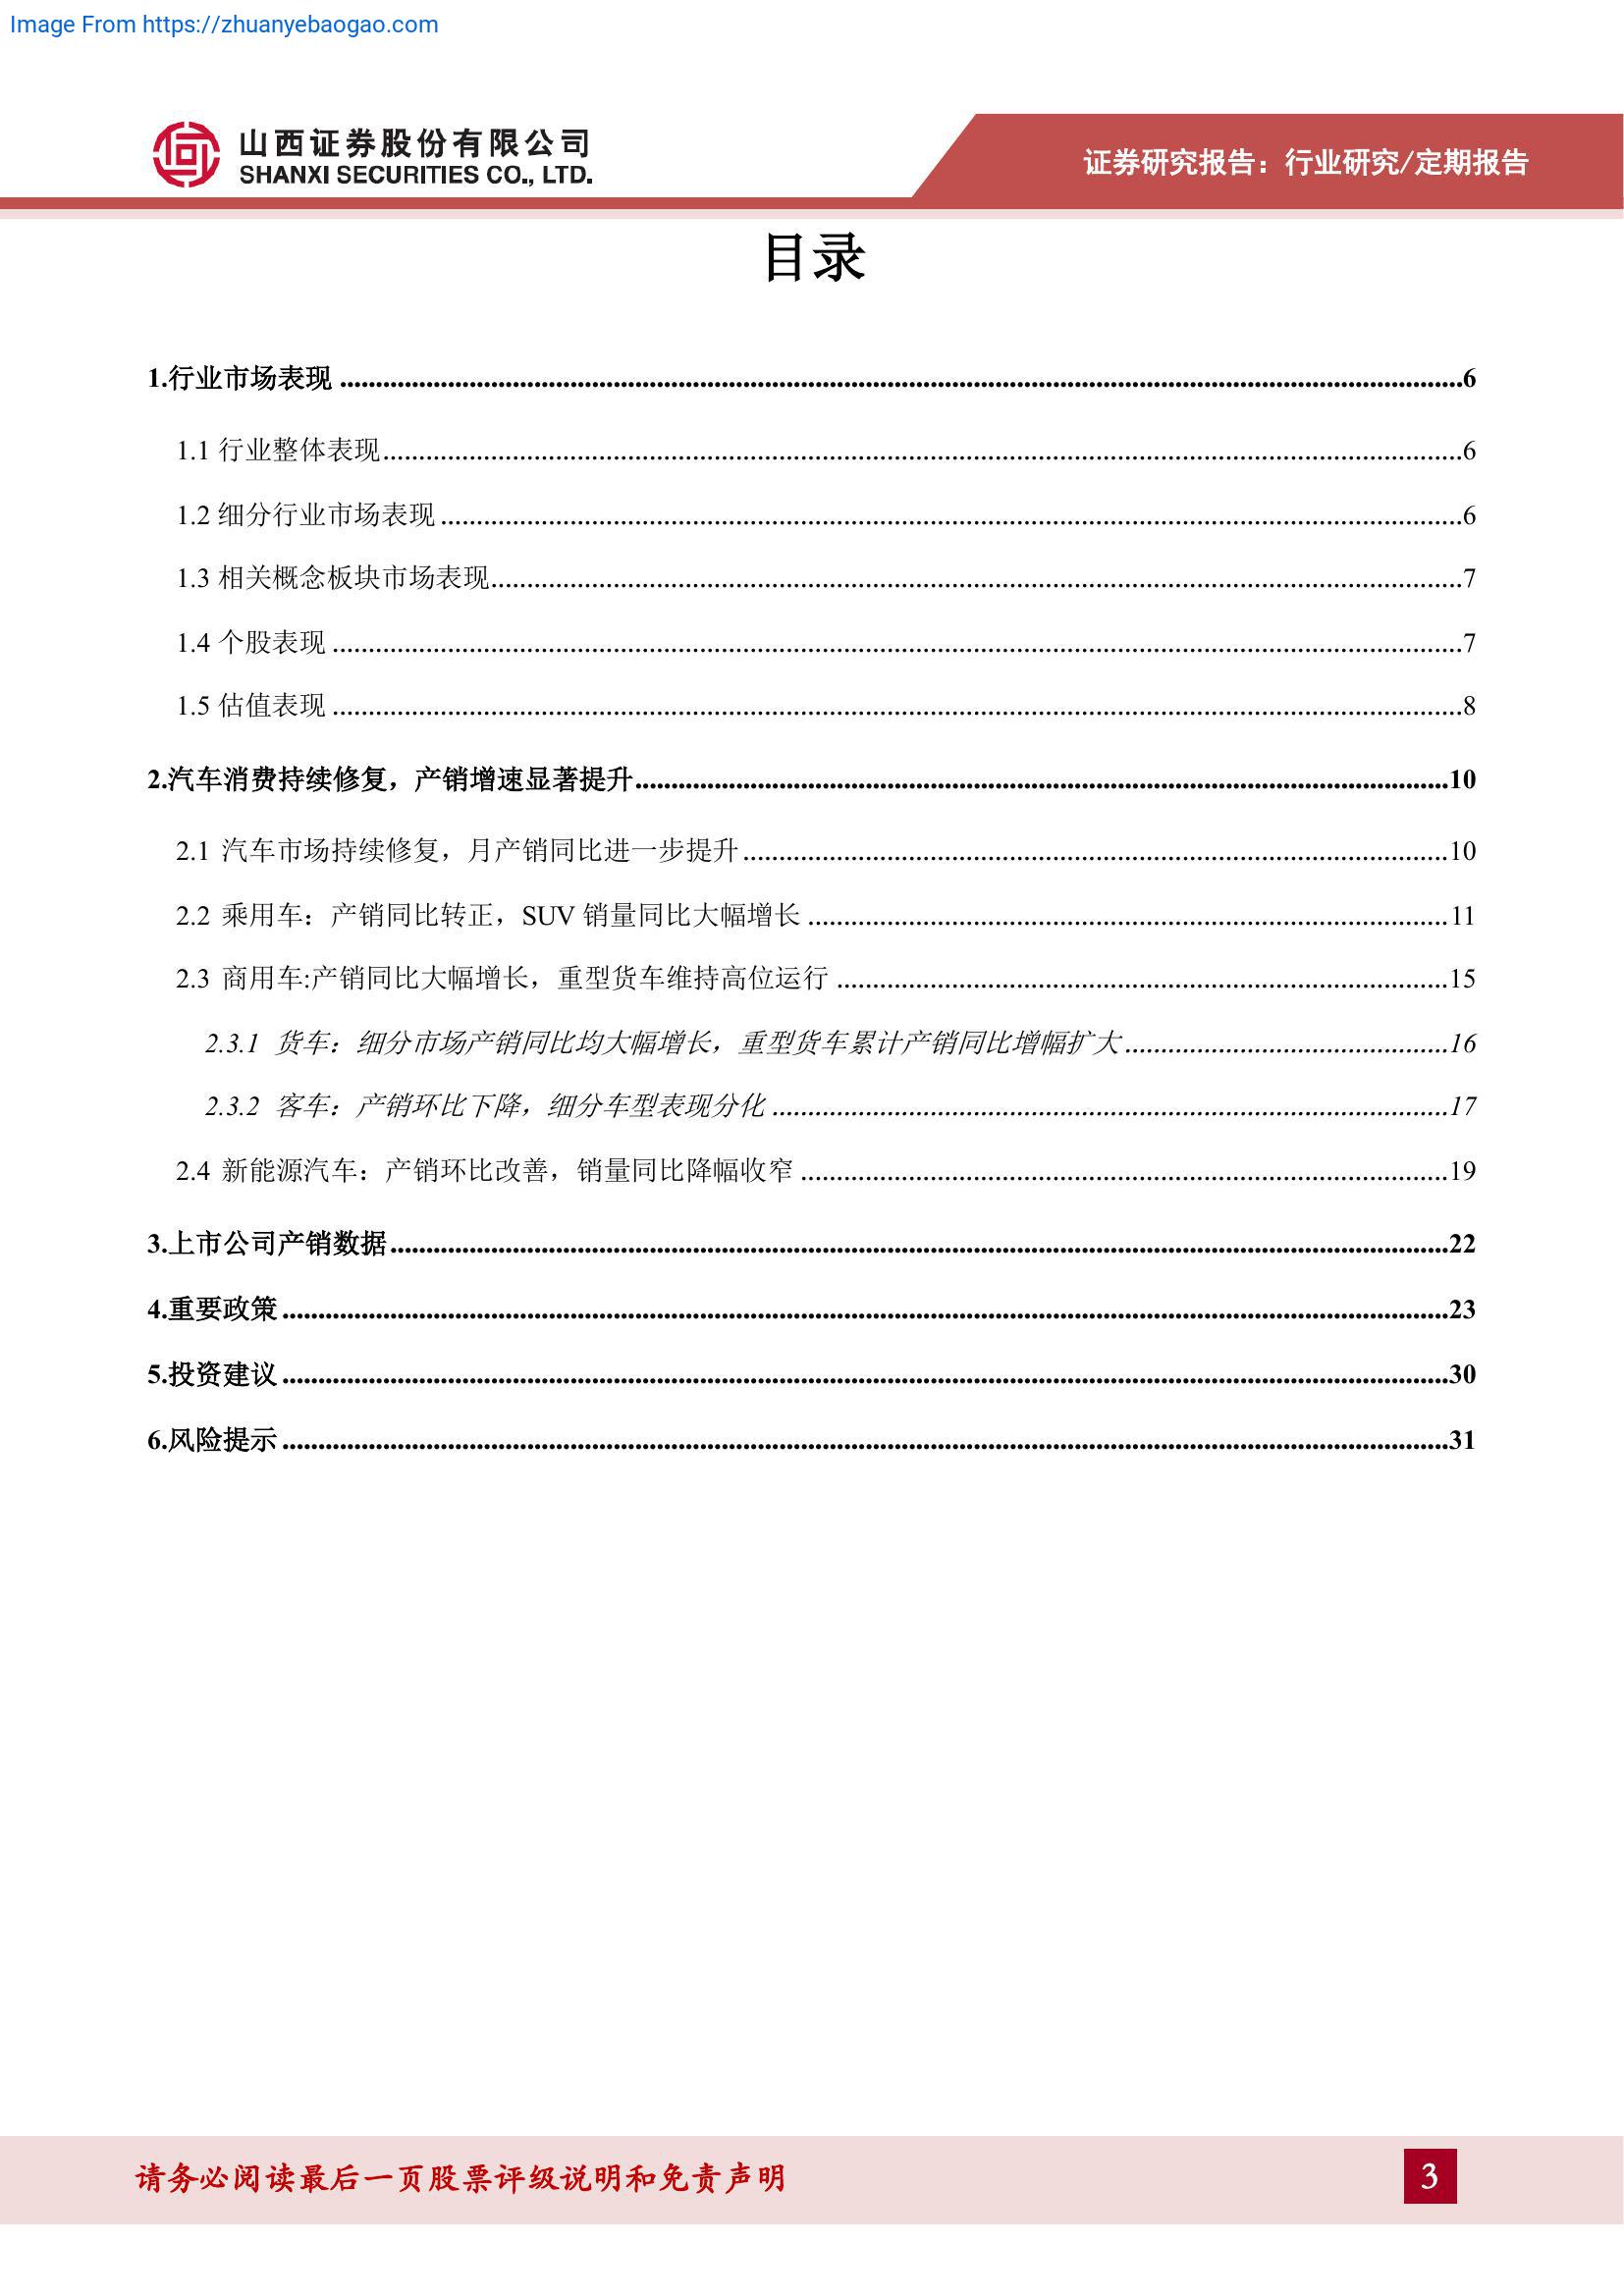 Image From https://zhuanyebaogao.com
山西证券股份有限公司
SHANXI SECURITIES CO., LTD.
证券研究报告：行业研究/定期报告
目录
1.行业市场表现 ........ 6
1.1 行业整体表现 ........ 6
1.2 细分行业市场表现 ........ 6
1.3 相关概念板块市场表现 ........ 7
1.4 个股表现 ........ 7
1.5 估值表现 ........ 8
2.汽车消费持续修复，产销增速显著提升 ........ 10
2.1 汽车市场持续修复，月产销同比进一步提升 ........ 10
2.2 乘用车：产销同比转正，SUV 销量同比大幅增长 ........ 11
2.3 商用车:产销同比大幅增长，重型货车维持高位运行 ........ 15
2.3.1 货车：细分市场产销同比均大幅增长，重型货车累计产销同比增幅扩大 ........ 16
2.3.2 客车：产销环比下降，细分车型表现分化 ........ 17
2.4 新能源汽车：产销环比改善，销量同比降幅收窄 ........ 19
3.上市公司产销数据 ........ 22
4.重要政策 ........ 23
5.投资建议 ........ 30
6.风险提示 ........ 31
请务必阅读最后一页股票评级说明和免责声明
3